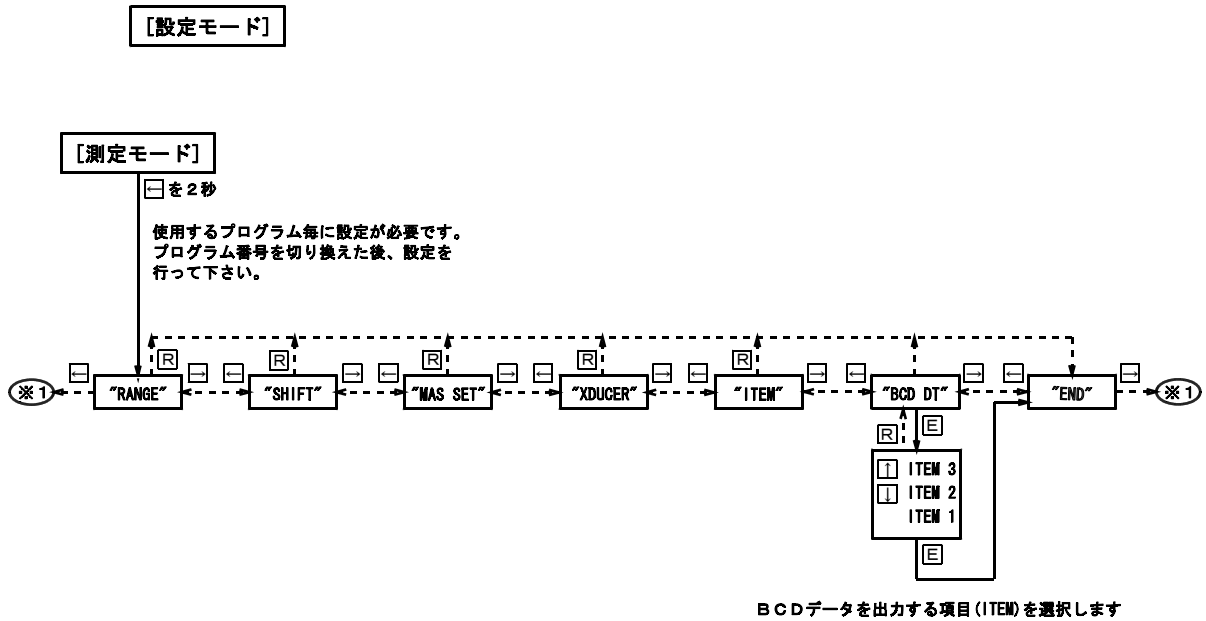 [設定モード]
[測定モード]
←を2秒
使用するプログラム毎に設定が必要です。
プログラム番号を切り換えた後、設定を
行って下さい。
R R R R R
← → ← → ← → ← → ← → ← → ← →
※1 "RANGE" "SHIFT" "MAS SET" "XDUCER" "ITEM" "BCD DT" "END" ※1
R E
↑ ITEM 3
↓ ITEM 2
ITEM 1
E
BCDデータを出力する項目(ITEM)を選択します